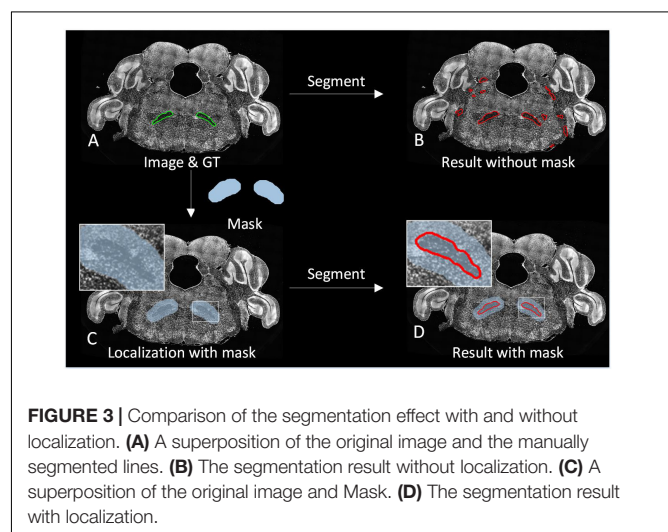 Segment
A
Image & GT
B
Result without mask
Mask
Segment
C
Localization with mask
D
Result with mask
FIGURE 3 | Comparison of the segmentation effect with and without
localization. (A) A superposition of the original image and the manually
segmented lines. (B) The segmentation result without localization. (C) A
superposition of the original image and Mask. (D) The segmentation result
with localization.